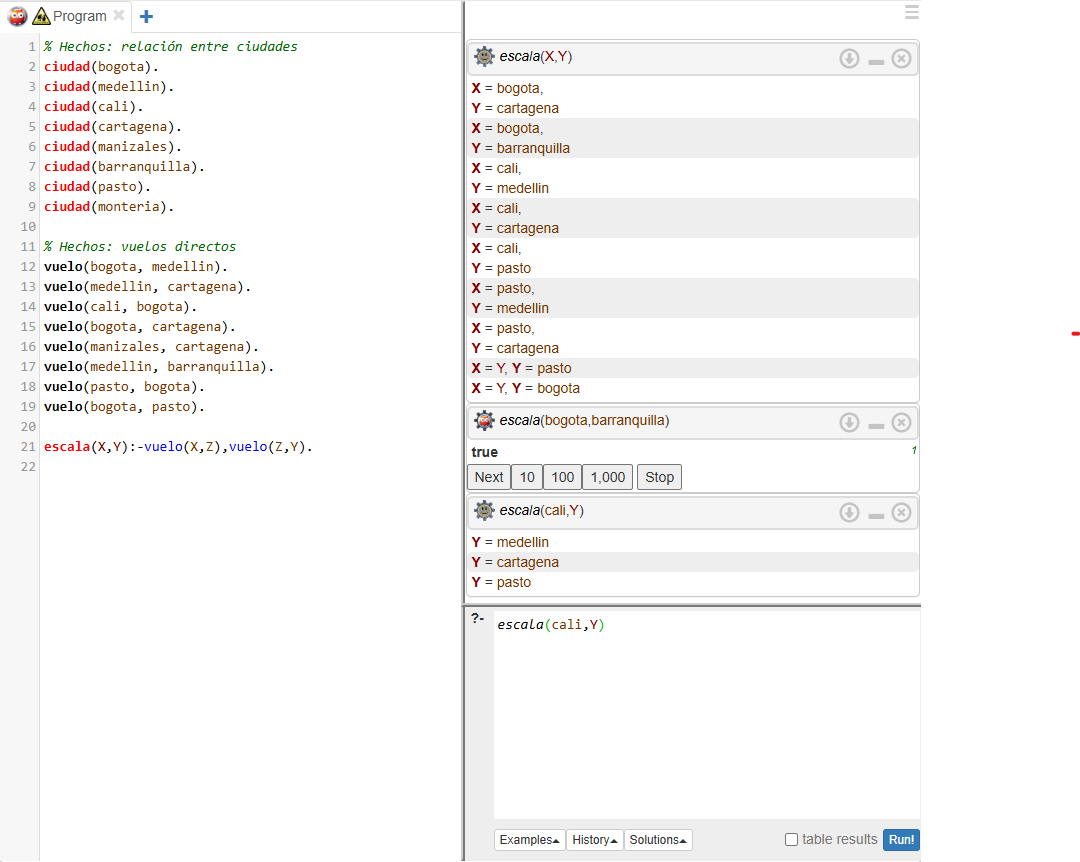 Program
1 % Hechos: relación entre ciudades
2 ciudad(bogota).
3 ciudad(medellin).
4 ciudad(cali).
5 ciudad(cartagena).
6 ciudad(manizales).
7 ciudad(barranquilla).
8 ciudad(pasto).
9 ciudad(monteria).
10
11 % Hechos: vuelos directos
12 vuelo(bogota, medellin).
13 vuelo(medellin, cartagena).
14 vuelo(cali, bogota).
15 vuelo(bogota, cartagena).
16 vuelo(manizales, cartagena).
17 vuelo(medellin, barranquilla).
18 vuelo(pasto, bogota).
19 vuelo(bogota, pasto).
20
21 escala(X,Y):-vuelo(X,Z),vuelo(Z,Y).
22
escala(X,Y)
X = bogota,
Y = cartagena
X = bogota,
Y = barranquilla
X = cali,
Y = medellin
X = cali,
Y = cartagena
X = cali,
Y = pasto
X = pasto,
Y = medellin
X = pasto,
Y = cartagena
X = Y, Y = pasto
X = Y, Y = bogota
escala(bogota,barranquilla)
true 1
Next 10 100 1,000 Stop
escala(cali,Y)
Y = medellin
Y = cartagena
Y = pasto
?- escala(cali,Y)
Examples History Solutions table results Run!